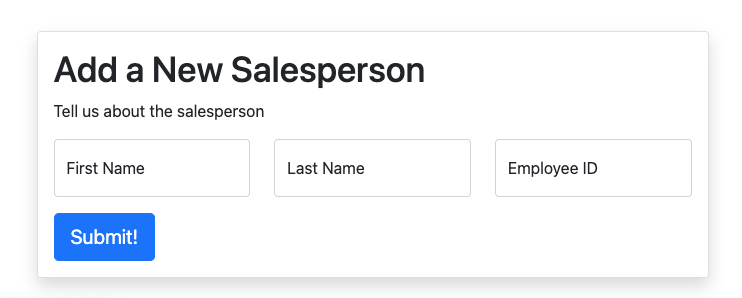 Add a New Salesperson
Tell us about the salesperson
First Name Last Name Employee ID
Submit!